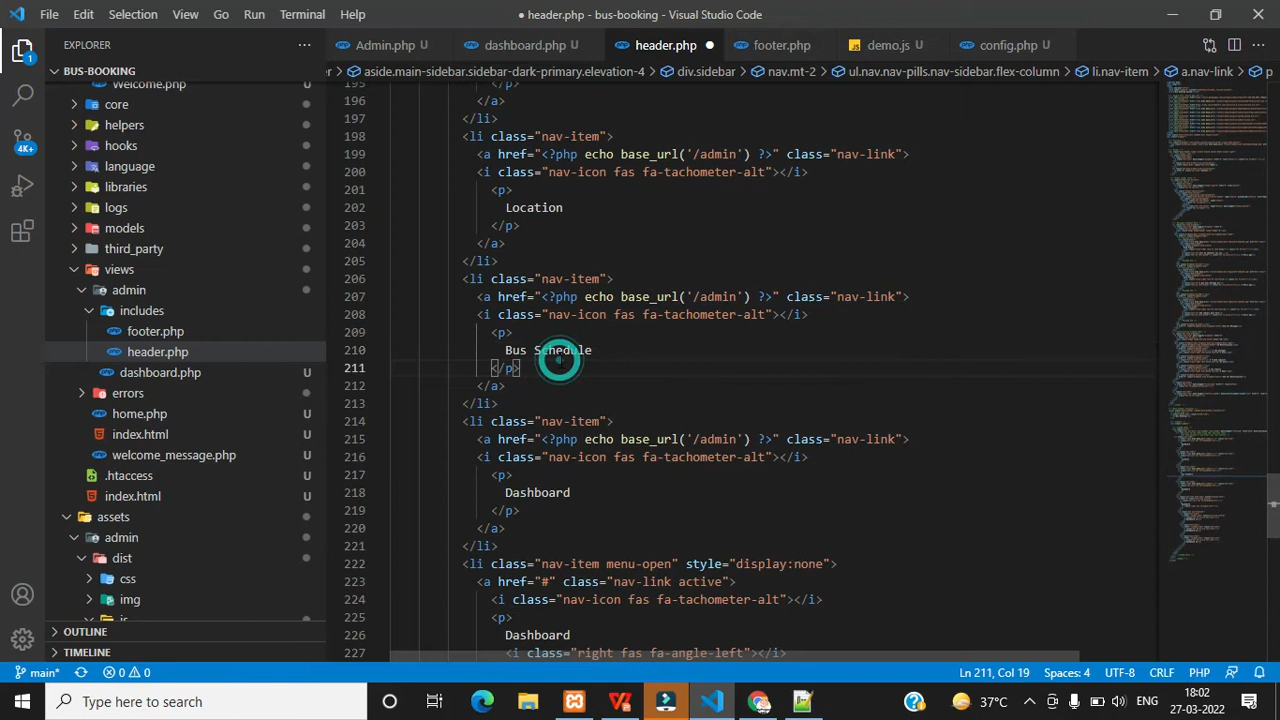 File Edit Selection View Go Run Terminal Help
● header.php - bus-booking - Visual Studio Code
EXPLORER
Admin.php U
dashboard.php U
header.php
footer.php
JS demo.js U
config.php U
BUS-BOOKING
aside.main-sidebar.sidebar-dark-primary.elevation-4 > div.sidebar > nav.mt-2 > ul.nav.nav-pills.nav-sidebar.flex-column > li.nav-item > a.nav-link > p
welcome.php U
core
helpers
hooks
language
libraries
logs
models
third_party
views
admin
includes
footer.php U
header.php U
dashboard.php U
errors
home.php U
index.html U
welcome_message.php U
.htaccess U
index.html U
assets
admin
dist
css
img
OUTLINE
TIMELINE
195 </p>
196 </a>
197 </li>
198 <li class="nav-item">
199 <a href="<?php echo base_url('/admin') ?>" class="nav-link">
200 <i class="nav-icon fas fa-tachometer-alt"></i>
201 <p>
202 Station
203 </p>
204 </a>
205 </li>
206 <li class="nav-item">
207 <a href="<?php echo base_url('/admin') ?>" class="nav-link">
208 <i class="nav-icon fas fa-tachometer-alt"></i>
209 <p>
210 Bus Schedule
211 </p>
212 </a>
213 </li>
214 <li class="nav-item">
215 <a href="<?php echo base_url('/admin') ?>" class="nav-link">
216 <i class="nav-icon fas fa-tachometer-alt"></i>
217 <p>
218 Dashboard
219 </p>
220 </a>
221 </li>
222 <li class="nav-item menu-open" style="display:none">
223 <a href="#" class="nav-link active">
224 <i class="nav-icon fas fa-tachometer-alt"></i>
225 <p>
226 Dashboard
227 <i class="right fas fa-angle-left"></i>
1
4K+
main*
0 0
Ln 211, Col 19 Spaces: 4 UTF-8 CRLF PHP
Type here to search
37°C
ENG
18:02
27-03-2022